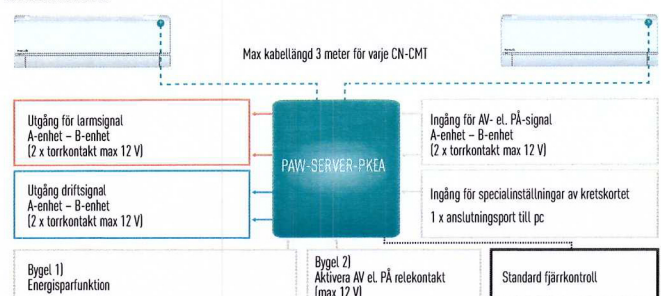 Max kabellängd 3 meter för varje CN-CMT
Utgång för larmsignal
A-enhet – B-enhet
(2 x torrkontakt max 12 V)
Utgång driftsignal
A-enhet – B-enhet
(2 x torrkontakt max 12 V)
PAW-SERVER-PKEA
Ingång för AV- el. PÅ-signal
A-enhet – B-enhet
(2 x torrkontakt max 12 V)
Ingång för specialinställningar av kretskortet
1 x anslutningsport till pc
Bygel 1)
Energisparfunktion
Bygel 2)
Aktivera AV el. PÅ relekontakt
(max 12 V)
Standard fjärrkontroll